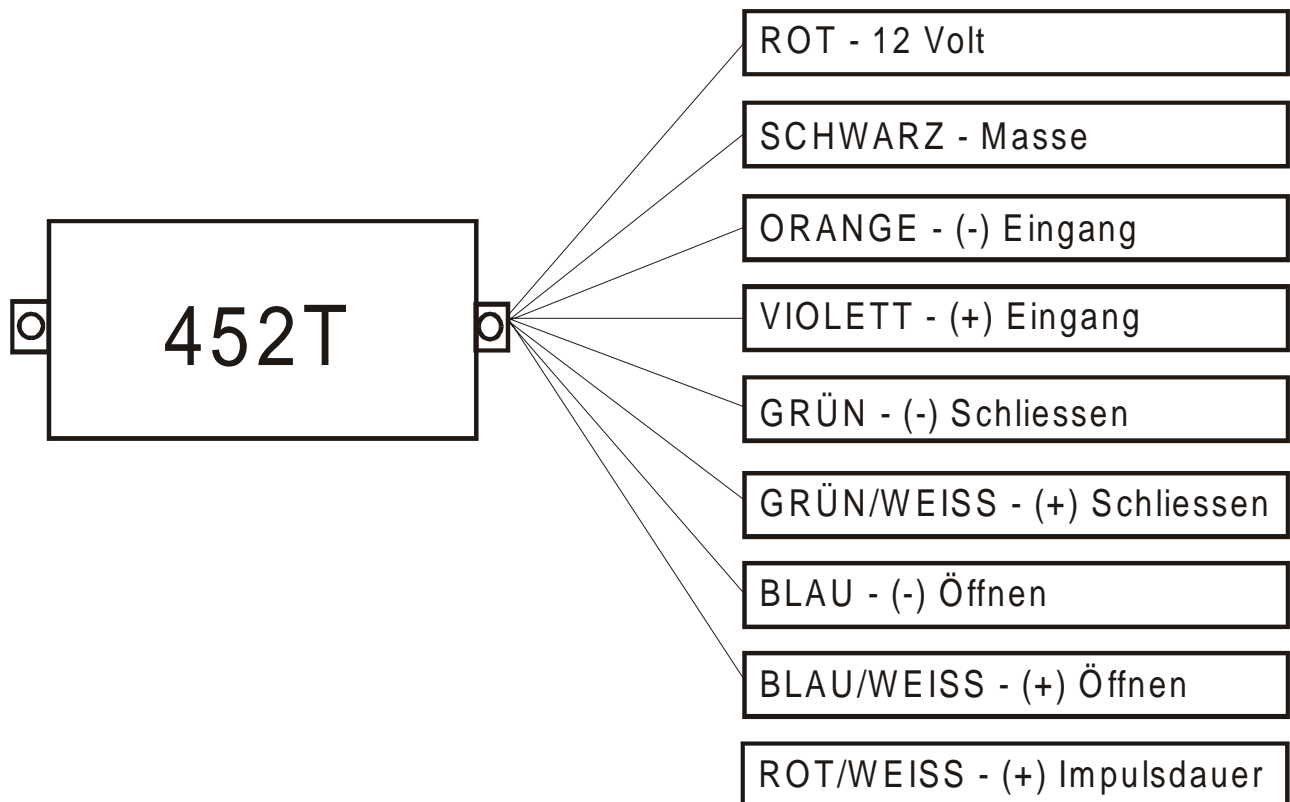 ROT - 12 Volt
SCHWARZ - Masse
ORANGE - (-) Eingang
452T
VIOLETT - (+) Eingang
GRÜN - (-) Schliessen
GRÜN/WEISS - (+) Schliessen
BLAU - (-) Öffnen
BLAU/WEISS - (+) Öffnen
ROT/WEISS - (+) Impulsdauer